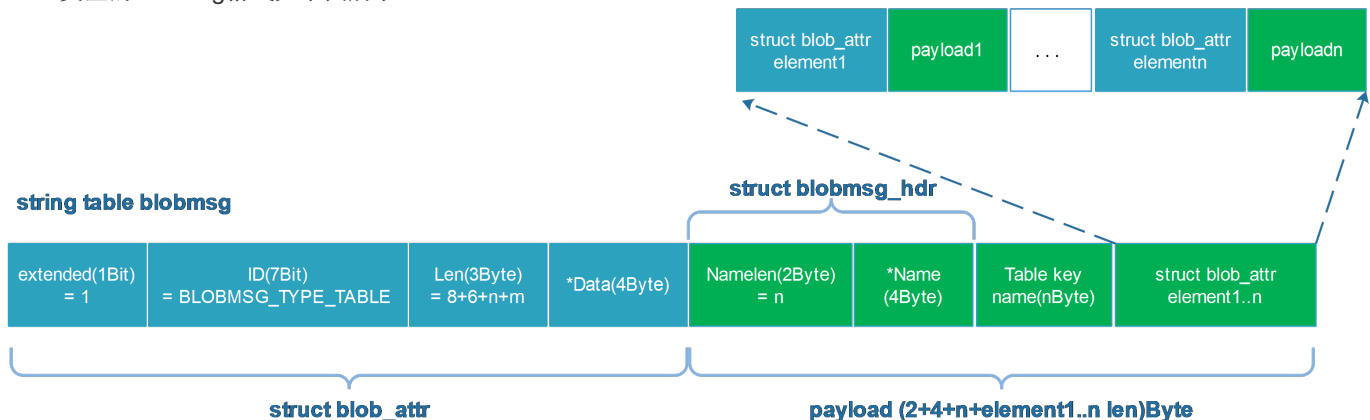 struct blob_attr
element1
payload1
. . .
struct blob_attr
elementn
payloadn
struct blobmsg_hdr
string table blobmsg
extended(1Bit)
= 1
ID(7Bit)
= BLOBMSG_TYPE_TABLE
Len(3Byte)
= 8+6+n+m
*Data(4Byte)
Namelen(2Byte)
= n
*Name
(4Byte)
Table key
name(nByte)
struct blob_attr
element1..n
struct blob_attr
payload (2+4+n+element1..n len)Byte